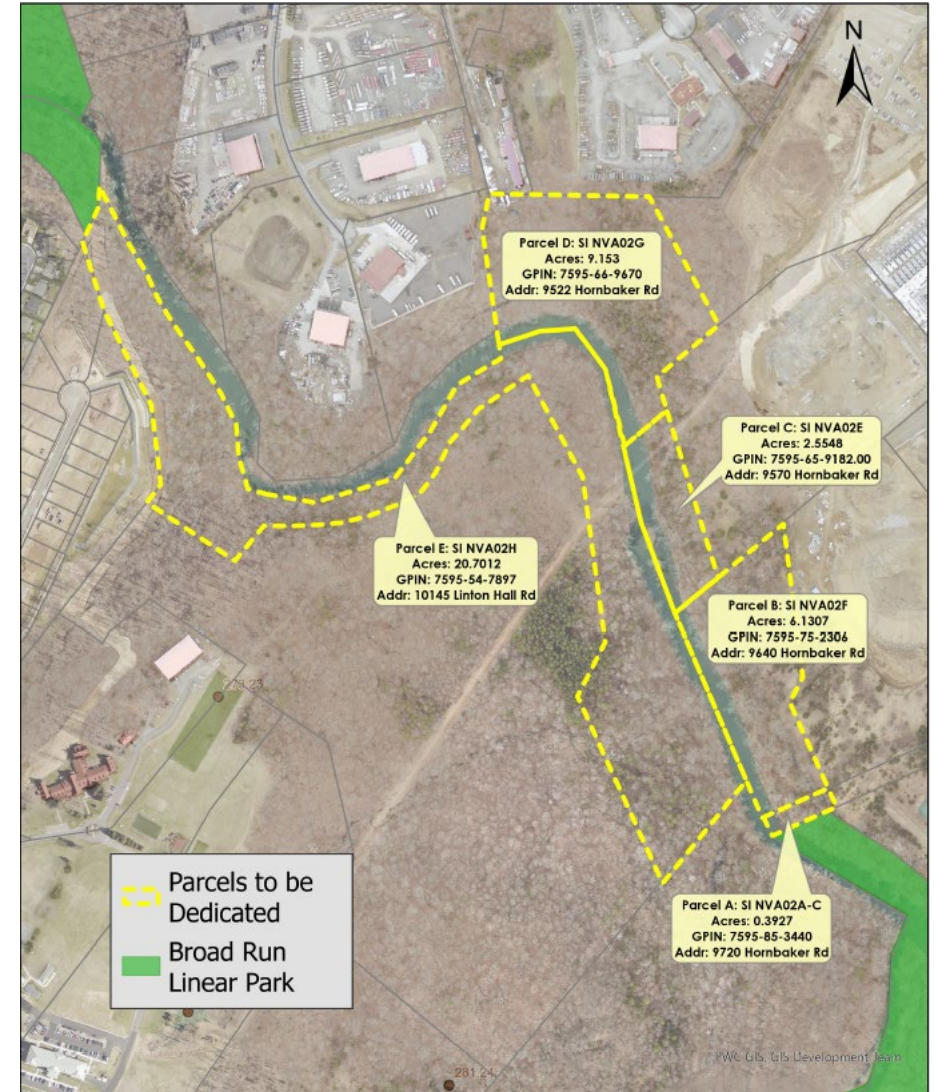 N
Parcel D: SI NVA02G
Acres: 9.153
GPIN: 7595-66-9670
Addr: 9522 Hornbaker Rd
Parcel C: SI NVA02E
Acres: 2.5548
GPIN: 7595-65-9182.00
Addr: 9570 Hornbaker Rd
Parcel E: SI NVA02H
Acres: 20.7012
GPIN: 7595-54-7897
Addr: 10145 Linton Hall Rd
Parcel B: SI NVA02F
Acres: 6.1307
GPIN: 7595-75-2306
Addr: 9640 Hornbaker Rd
Parcel A: SI NVA02A-C
Acres: 0.3927
GPIN: 7595-85-3440
Addr: 9720 Hornbaker Rd
Parcels to be
Dedicated
Broad Run
Linear Park
PWC GIS, GIS Development Team
281.24